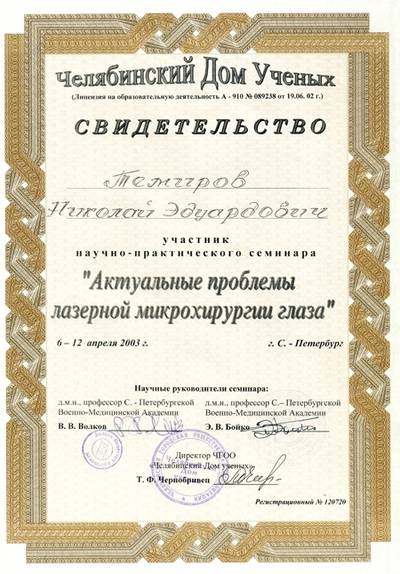 Челябинский Дом Ученых
(Лицензия на образовательную деятельность А - 910 № 089238 от 19.06. 02 г.)
СВИДЕТЕЛЬСТВО
Темиров
Николай Эдуардович
участник
научно-практического семинара
"Актуальные проблемы
лазерной микрохирургии глаза"
6 – 12 апреля 2003 г. г. С. - Петербург
Научные руководители семинара:
д.м.н., профессор С. - Петербургской д.м.н., профессор С.– Петербургской
Военно-Медицинской Академии Военно-Медицинской Академии
В. В. Волков Э. В. Бойко
Директор ЧГОО
«Челябинский Дом ученых»
Т. Ф. Чернобривец
Регистрационный № 120720